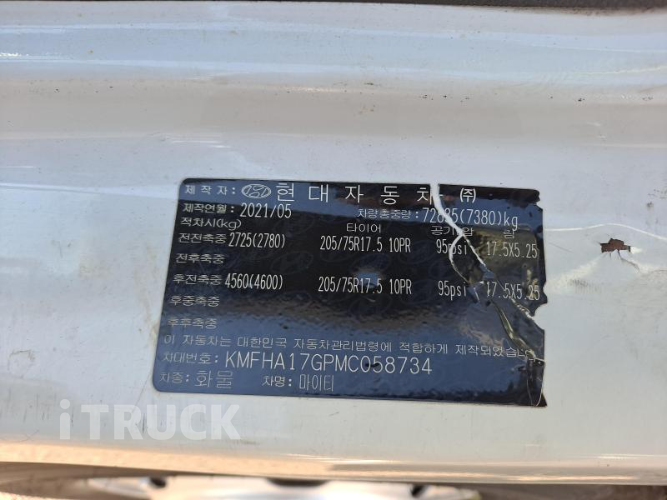 제작자: 현대자동차 ㈜
제작연월: 2021/05 차량총중량: (7380)kg
적차시(kg) 타이어 공기압 림
전전축중 2725(2780) 205/75R17.5 10PR 95psi 17.5X5.25
전후축중
후전축중 4560(4600) 205/75R17.5 10PR 95psi 17.5X5.25
후중축중
후후축중
이 자동차는 대한민국 자동차관리법령에 적합하게 제작되었습
차대번호: KMFHA17GPMC058734
차종: 화물 차명: 마이티
iTRUCK